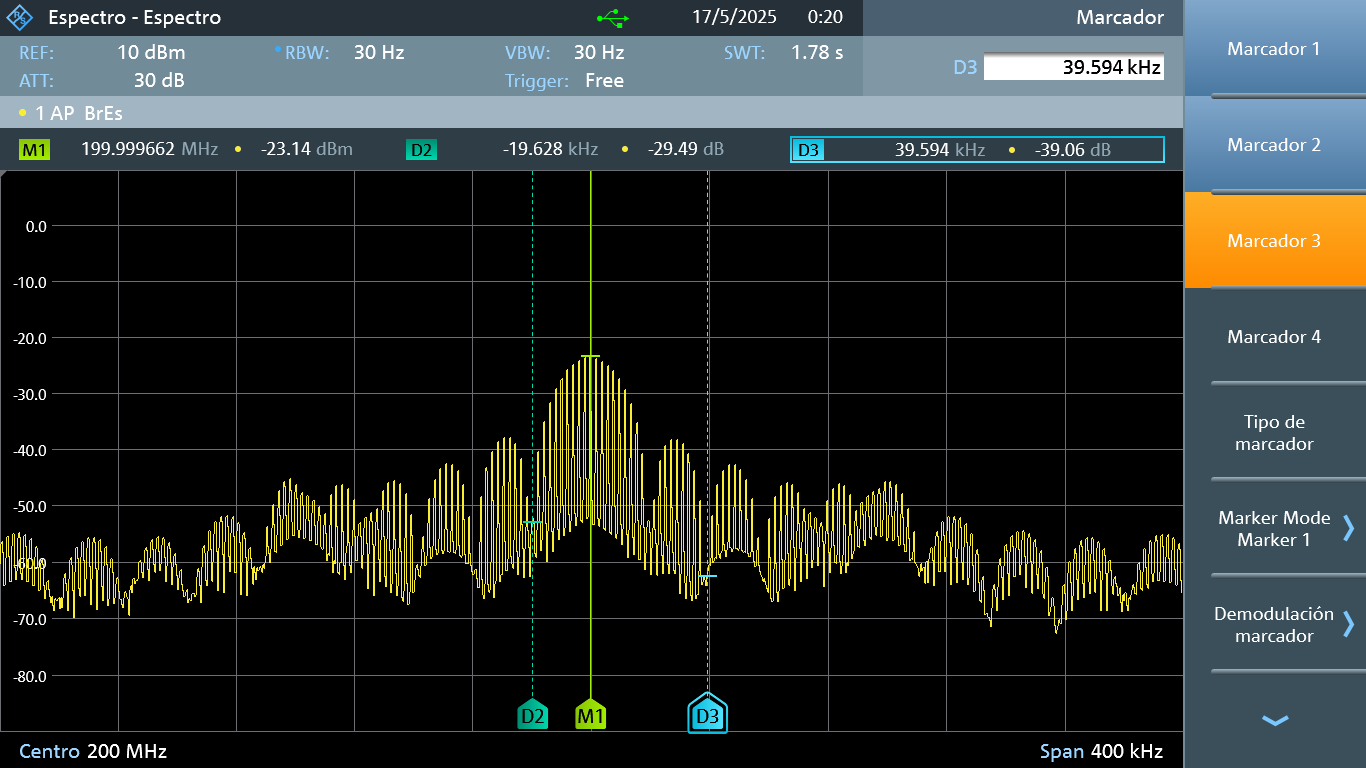 Espectro - Espectro 17/5/2025 0:20 Marcador
REF: 10 dBm RBW: 30 Hz VBW: 30 Hz SWT: 1.78 s
D3 39.594 kHz
ATT: 30 dB Trigger: Free
1 AP BrEs
M1 199.999662 MHz -23.14 dBm D2 -19.628 kHz -29.49 dB D3 39.594 kHz -39.06 dB
0.0
-10.0
-20.0
-30.0
-40.0
-50.0
-60.0
-70.0
-80.0
D2 M1 D3
Centro 200 MHz Span 400 kHz
Marcador 1
Marcador 2
Marcador 3
Marcador 4
Tipo de
marcador
Marker Mode
Marker 1
Demodulación
marcador